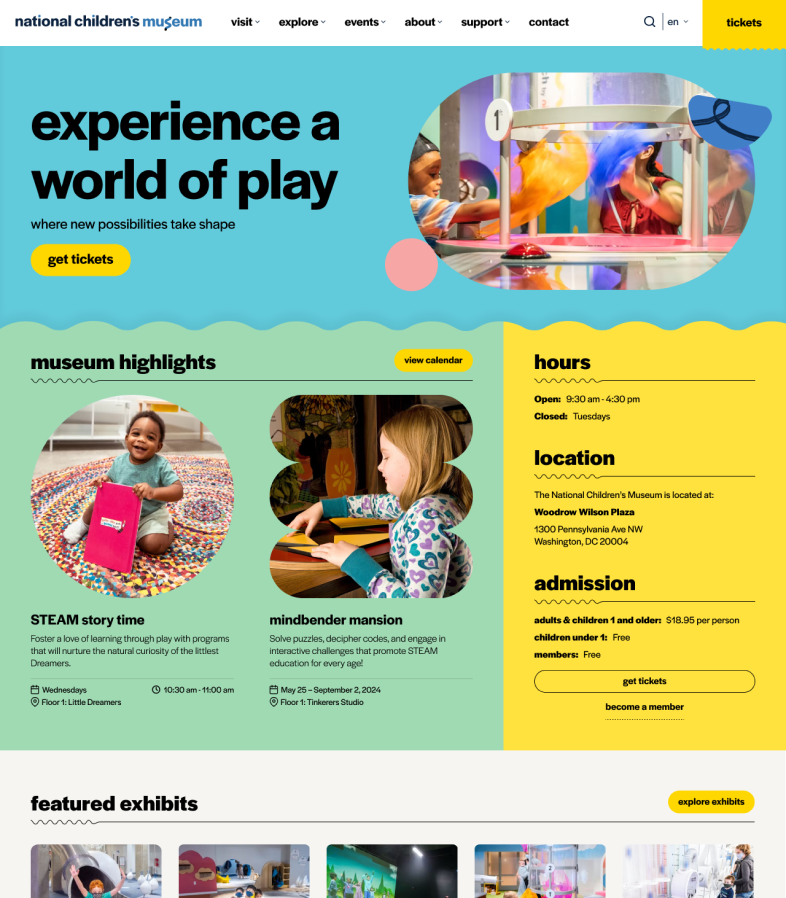 national children's museum
visit
explore
events
about
support
contact
en
tickets
experience a
world of play
where new possibilities take shape
get tickets
1
museum highlights
view calendar
STEAM story time
Foster a love of learning through play with programs
that will nurture the natural curiosity of the littlest
Dreamers.
Wednesdays
10:30 am - 11:00 am
Floor 1: Little Dreamers
mindbender mansion
Solve puzzles, decipher codes, and engage in
interactive challenges that promote STEAM
education for every age!
May 25 – September 2, 2024
Floor 1: Tinkerers Studio
hours
Open: 9:30 am - 4:30 pm
Closed: Tuesdays
location
The National Children's Museum is located at:
Woodrow Wilson Plaza
1300 Pennsylvania Ave NW
Washington, DC 20004
admission
adults & children 1 and older: $18.95 per person
children under 1: Free
members: Free
get tickets
become a member
featured exhibits
explore exhibits
2